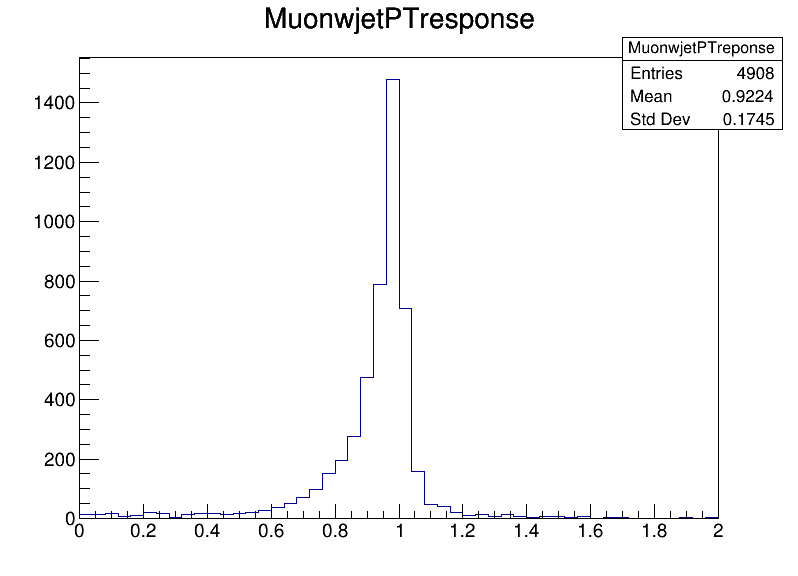 MuonwjetPTresponse
MuonwjetPTreponse
Entries 4908
Mean 0.9224
Std Dev 0.1745
1400
1200
1000
800
600
400
200
0
0 0.2 0.4 0.6 0.8 1 1.2 1.4 1.6 1.8 2